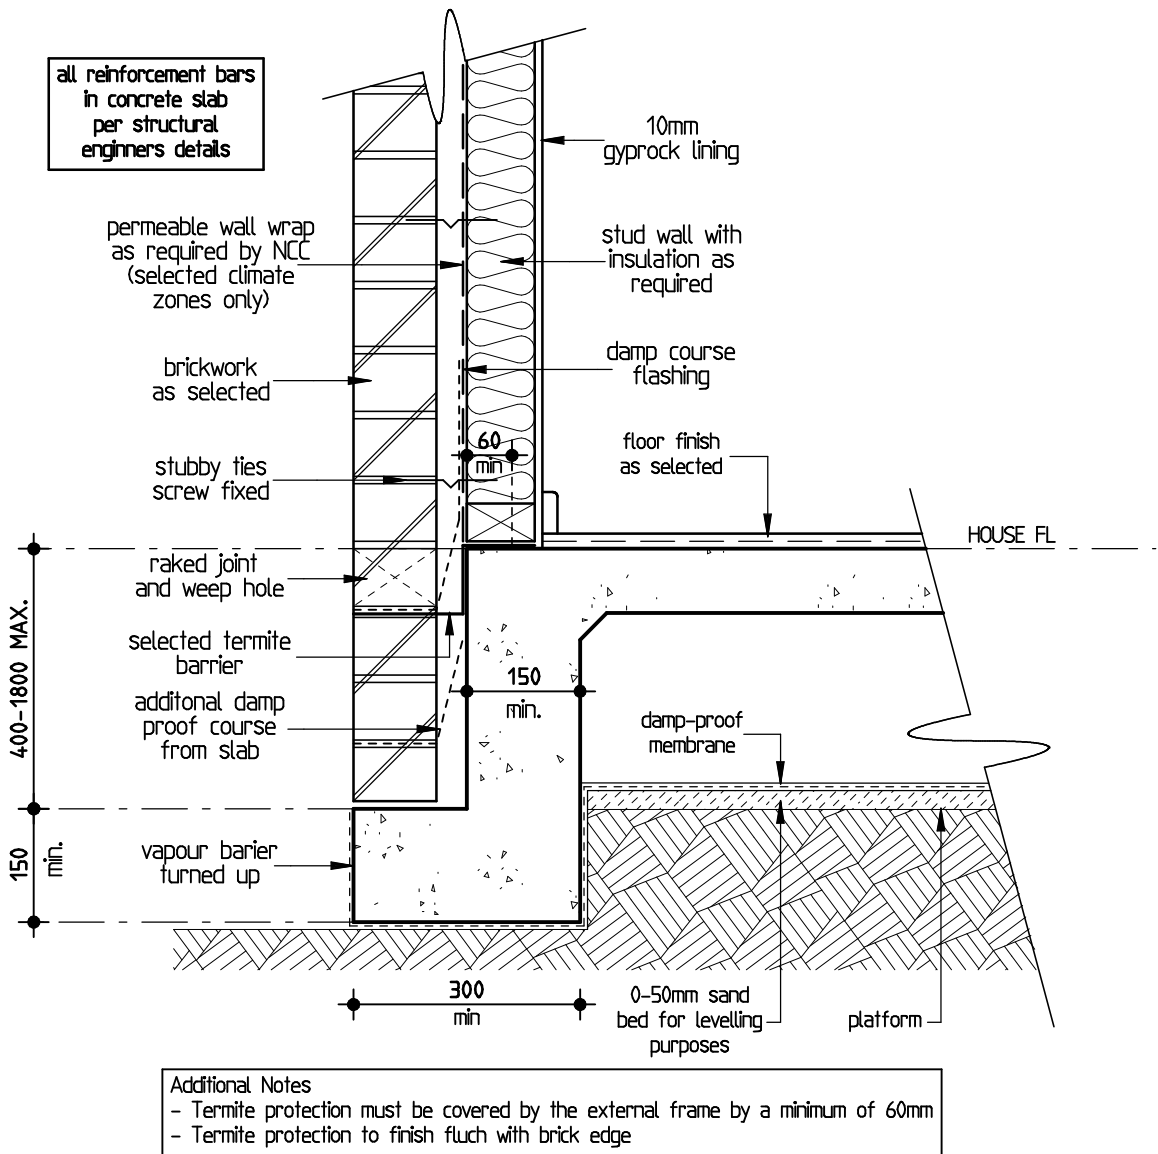 all reinforcement bars
in concrete slab
per structural
enginners details
10mm
gyprock lining
permeable wall wrap
as required by NCC
(selected climate
zones only)
stud wall with
insulation as
required
brickwork
as selected
damp course
flashing
60
min
floor finish
as selected
stubby ties
screw fixed
HOUSE FL
raked joint
and weep hole
400-1800 MAX.
selected termite
barrier
150
min.
additonal damp
proof course
from slab
damp-proof
membrane
150
min.
vapour barier
turned up
300
min
0-50mm sand
bed for levelling
purposes
platform
Additional Notes
- Termite protection must be covered by the external frame by a minimum of 60mm
- Termite protection to finish fluch with brick edge